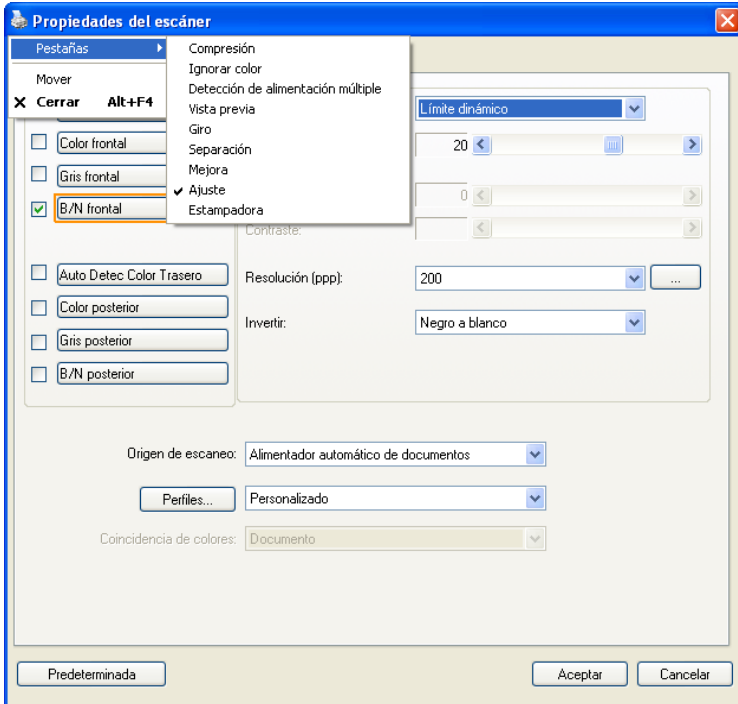 Propiedades del escáner
Pestañas
Mover
Cerrar Alt+F4
Compresión
Ignorar color
Detección de alimentación múltiple
Vista previa
Giro
Separación
Mejora
Ajuste
Estampadora
Límite dinámico
Color frontal
20
Gris frontal
B/N frontal
0
Contraste:
Auto Detec Color Trasero
Resolución (ppp):
200
...
Color posterior
Invertir:
Negro a blanco
Gris posterior
B/N posterior
Origen de escaneo:
Alimentador automático de documentos
Perfiles...
Personalizado
Coincidencia de colores:
Documento
Predeterminada
Aceptar
Cancelar